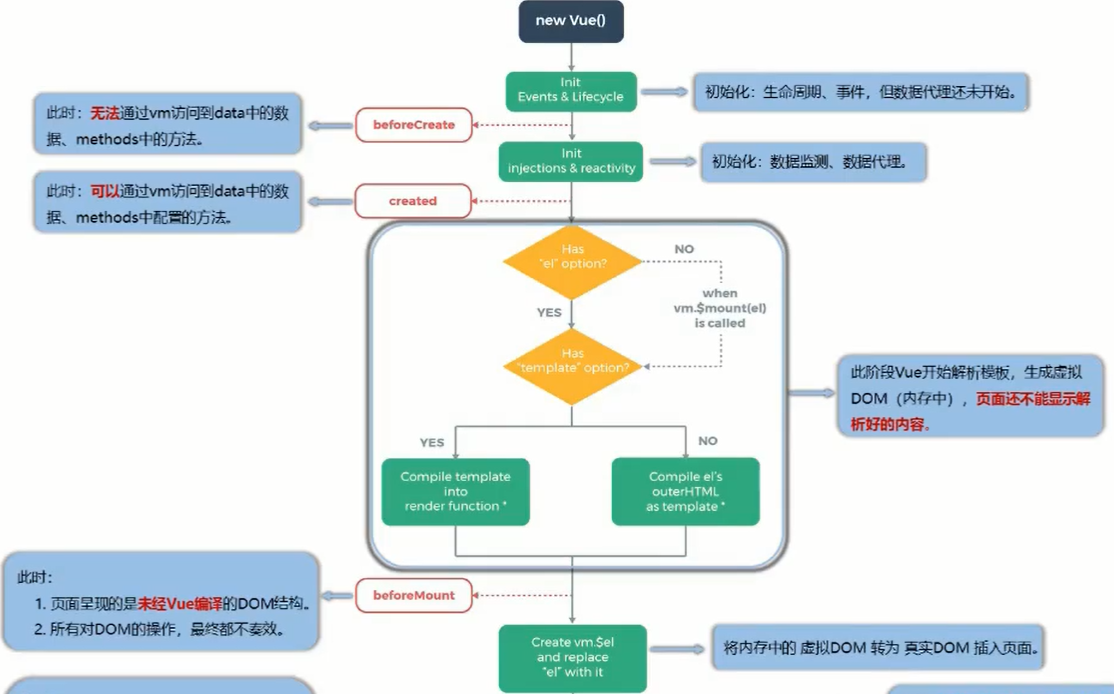 new Vue()
Init
Events & Lifecycle
初始化：生命周期、事件，但数据代理还未开始。
此时：无法通过vm访问到data中的数
据、methods中的方法。
beforeCreate
Init
injections & reactivity
初始化：数据监测、数据代理。
此时：可以通过vm访问到data中的数
据、methods中配置的方法。
created
Has
"el" option?
NO
when
vm.$mount(el)
is called
YES
Has
"template" option?
此阶段Vue开始解析模板，生成虚拟
DOM（内存中），页面还不能显示解
析好的内容。
YES
NO
Compile template
into
render function *
Compile el's
outerHTML
as template *
此时：
1. 页面呈现的是未经Vue编译的DOM结构。
2. 所有对DOM的操作，最终都不奏效。
beforeMount
Create vm.$el
and replace
"el" with it
将内存中的 虚拟DOM 转为 真实DOM 插入页面。